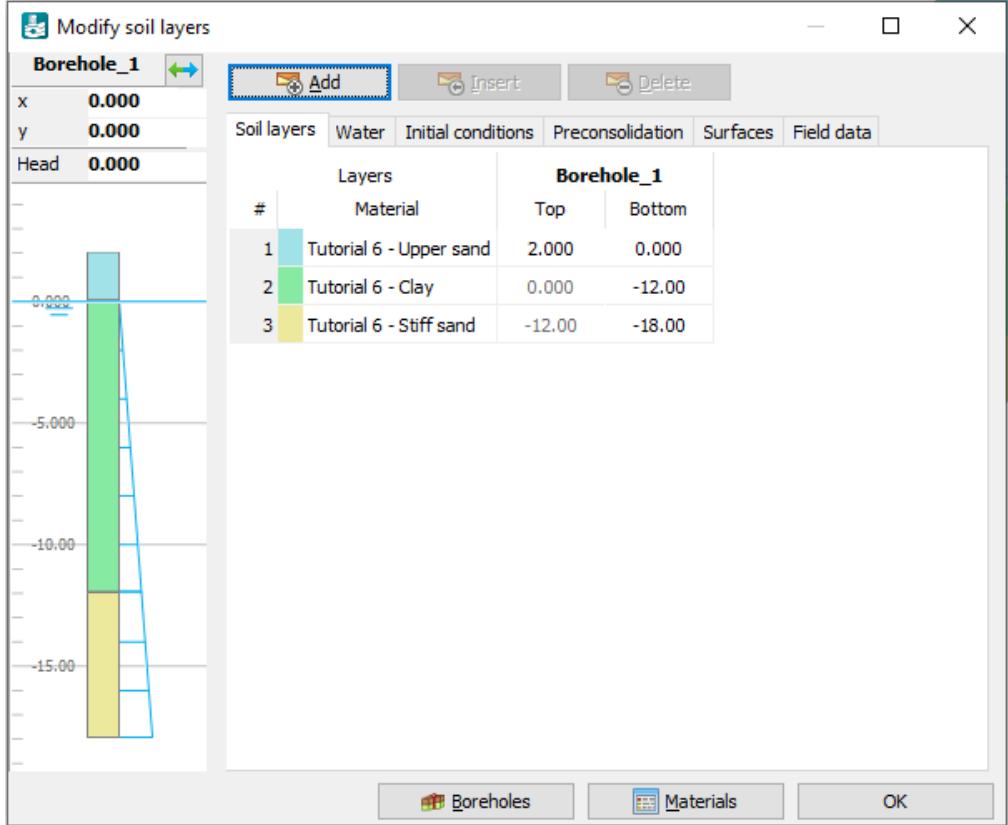 Modify soil layers
Borehole_1
x 0.000
y 0.000
Head 0.000
0.000
-5.000
-10.00
-15.00
Add Insert Delete
Soil layers Water Initial conditions Preconsolidation Surfaces Field data
Layers Borehole_1
# Material Top Bottom
1 Tutorial 6 - Upper sand 2.000 0.000
2 Tutorial 6 - Clay 0.000 -12.00
3 Tutorial 6 - Stiff sand -12.00 -18.00
Boreholes Materials OK